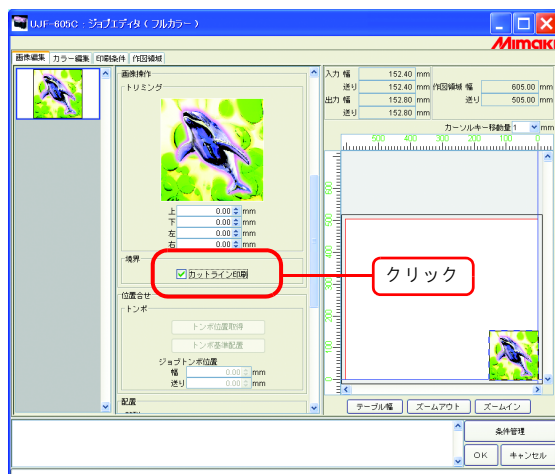 UJF-605C : ジョブエディタ ( フルカラー )
Mimaki
画像編集 カラー編集 印刷条件 作図領域
画像操作
トリミング
上 0.00 mm
下 0.00 mm
左 0.00 mm
右 0.00 mm
境界
カットライン印刷
位置合せ
トンボ
トンボ位置取得
トンボ基準配置
ジョブトンボ位置
幅 0.00 mm
送り 0.00 mm
配置
入力 幅 152.40 mm 作図領域 幅 605.00 mm
送り 152.40 mm 送り 505.00 mm
出力 幅 152.80 mm
送り 152.80 mm
カーソルキー移動量 1 mm
500 400 300 200 100 0
600
500
400
300
200
100
0
クリック
テーブル幅 ズームアウト ズームイン
条件管理
OK キャンセル